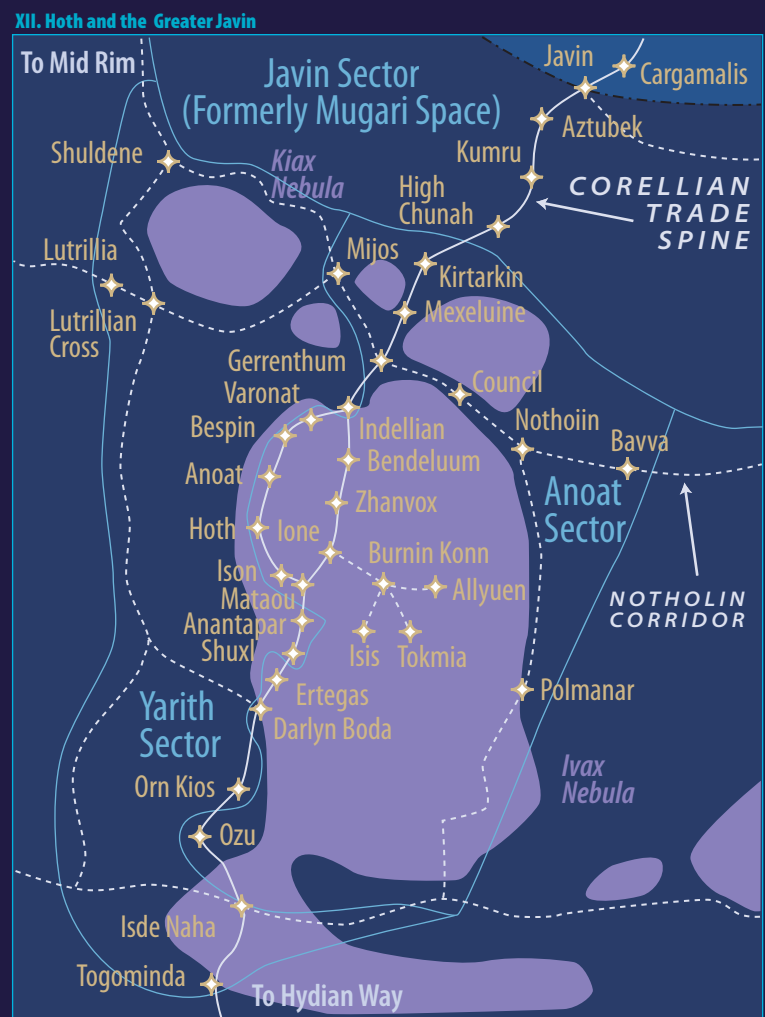 XII. Hoth and the Greater Javin
To Mid Rim
Javin Sector
(Formerly Mugari Space)
Javin
Cargamalis
Aztubek
Kumru
Shuldene
Kiax
Nebula
High
Chunah
CORELLIAN
TRADE
SPINE
Lutrillia
Mijos
Kirtarkin
Lutrillian
Cross
Mexeluine
Gerrenthum
Council
Varonat
Indellian
Nothoiin
Bespin
Bavva
Bendeluum
Anoat
Zhanvox
Anoat
Sector
Hoth
Ione
Burnin Konn
Ison
Allyuen
Mataou
NOTHOLIN
CORRIDOR
Anantapar
Shuxl
Isis
Tokmia
Ertegas
Polmanar
Yarith
Sector
Darlyn Boda
Ivax
Nebula
Orn Kios
Ozu
Isde Naha
Togominda
To Hydian Way